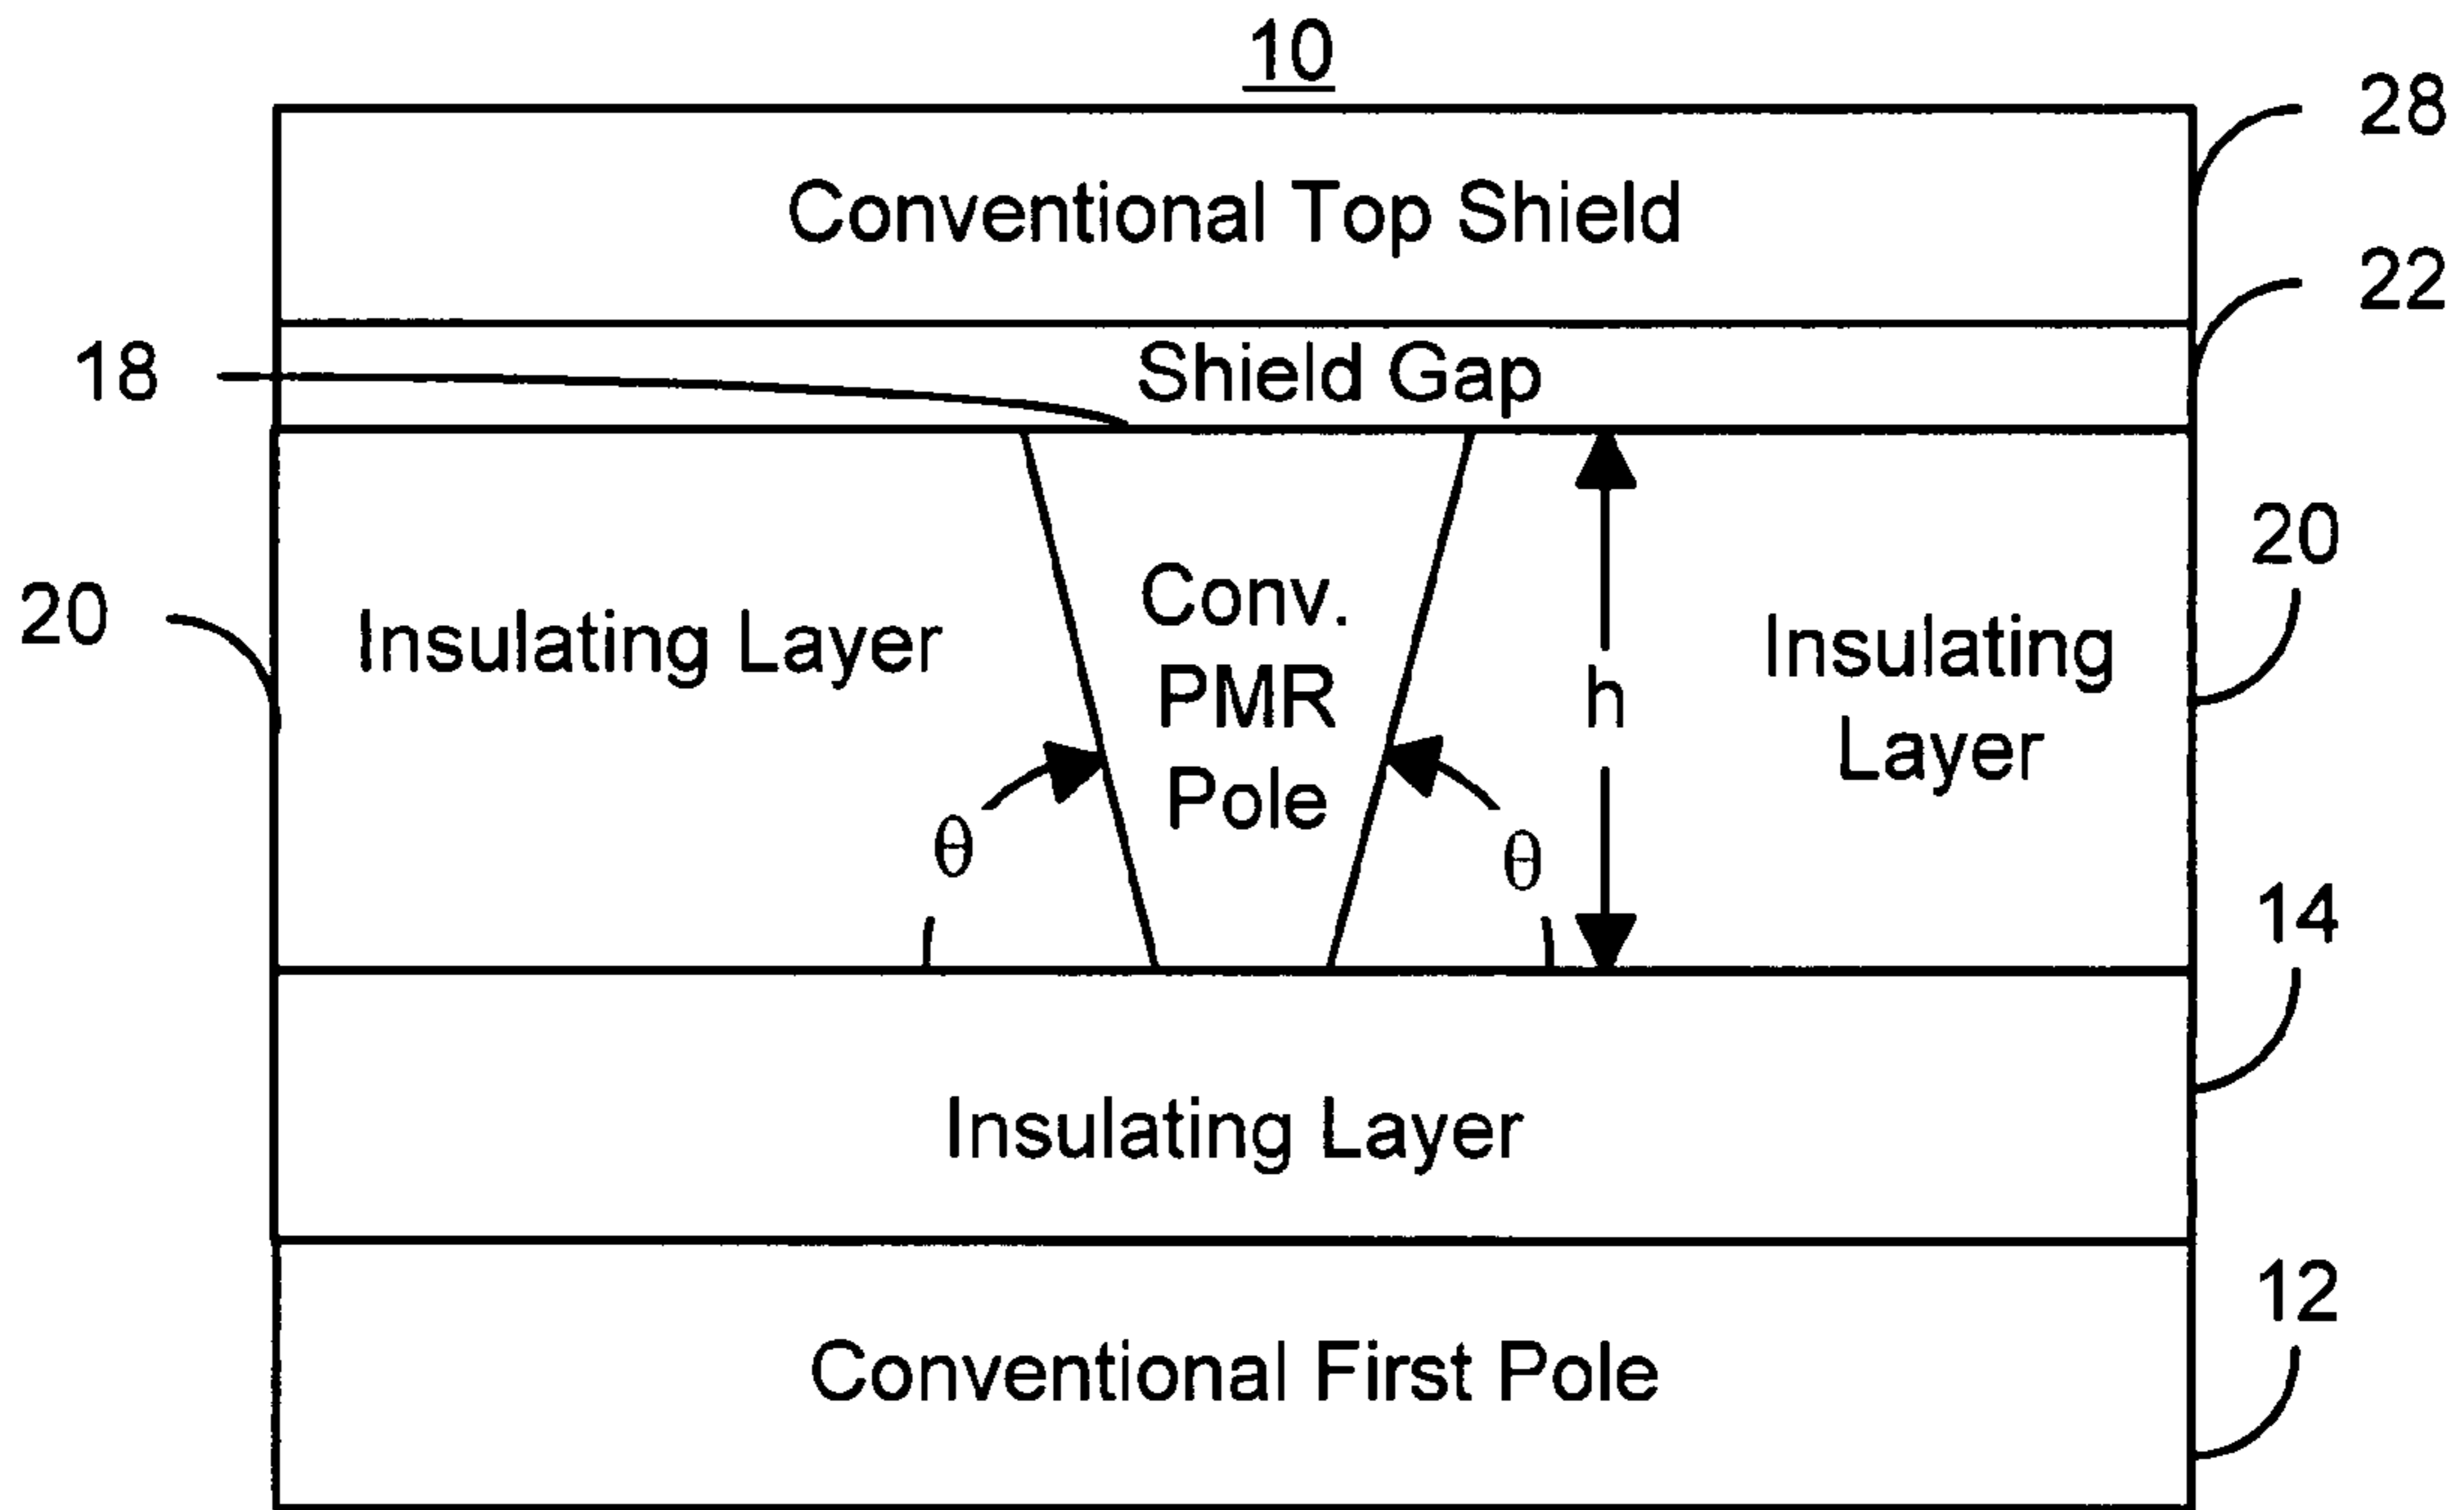 10
28
Conventional Top Shield
22
18
Shield Gap
20
20
Insulating Layer
Conv.
PMR
Pole
h
Insulating
Layer
θ
θ
14
Insulating Layer
12
Conventional First Pole